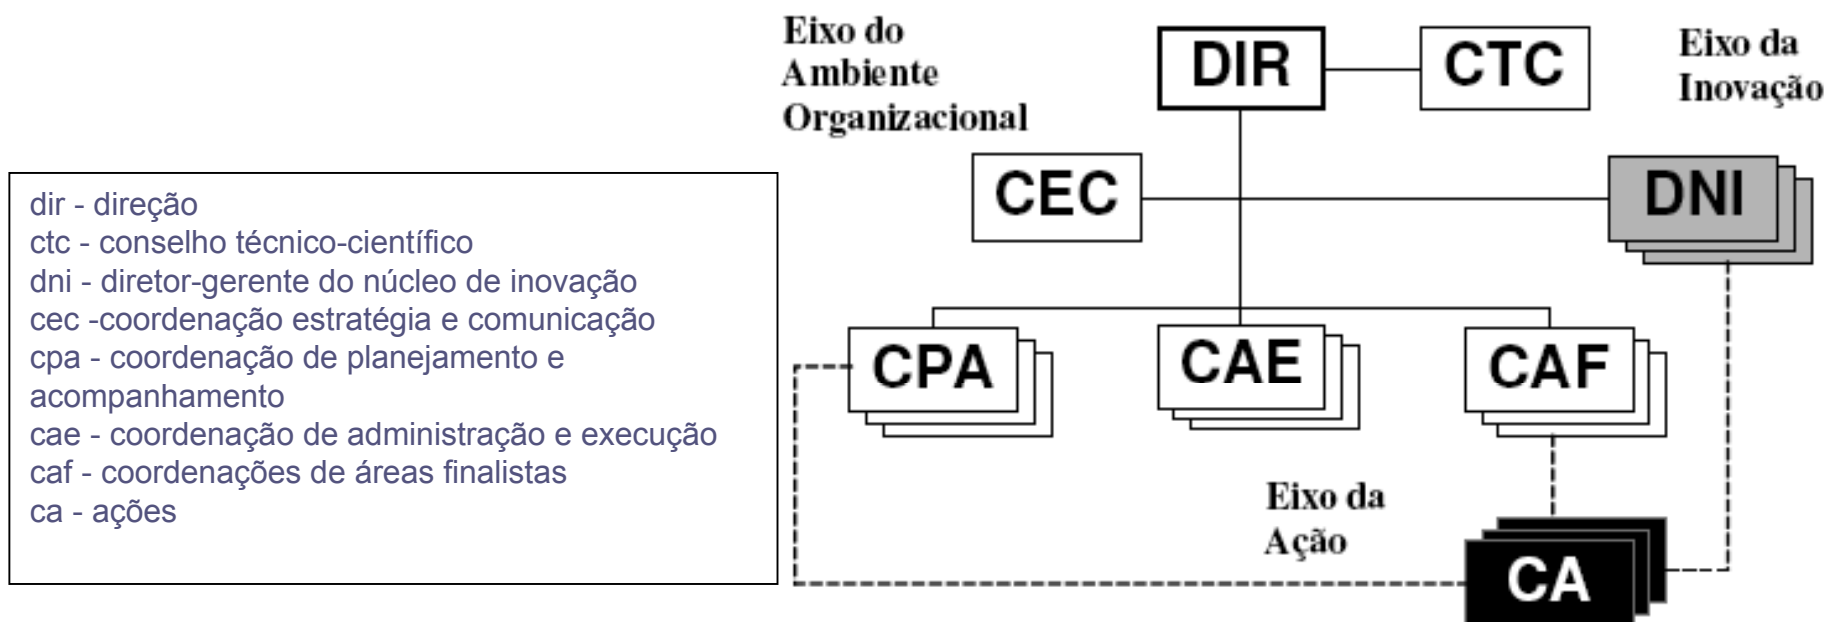 dir - direção
ctc - conselho técnico-científico
dni - diretor-gerente do núcleo de inovação
cec -coordenação estratégia e comunicação
cpa - coordenação de planejamento e
acompanhamento
cae - coordenação de administração e execução
caf - coordenações de áreas finalistas
ca - ações
Eixo do
Ambiente
Organizacional
DIR
CTC
Eixo da
Inovação
CEC
DNI
CPA
CAE
CAF
Eixo da
Ação
CA